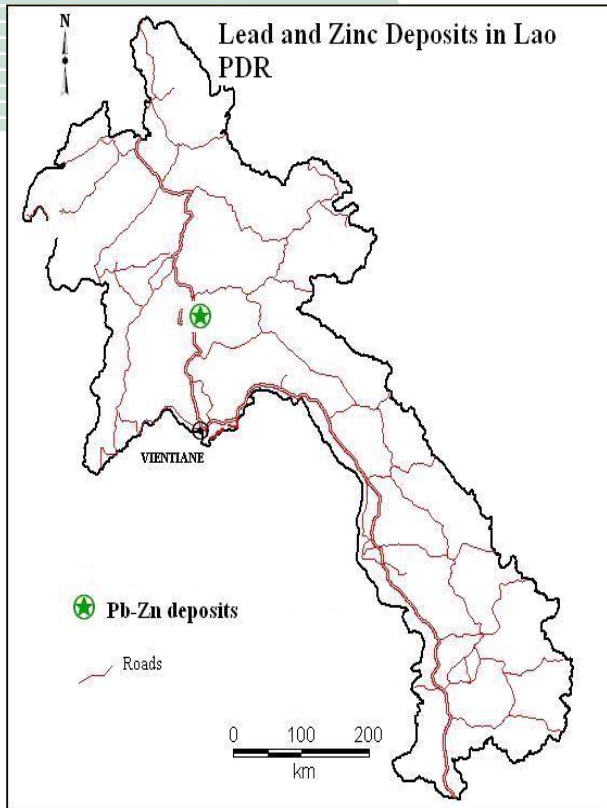 Lead and Zinc Deposits in Lao
PDR
N
VIENTIANE
Pb-Zn deposits
Roads
0 100 200
km